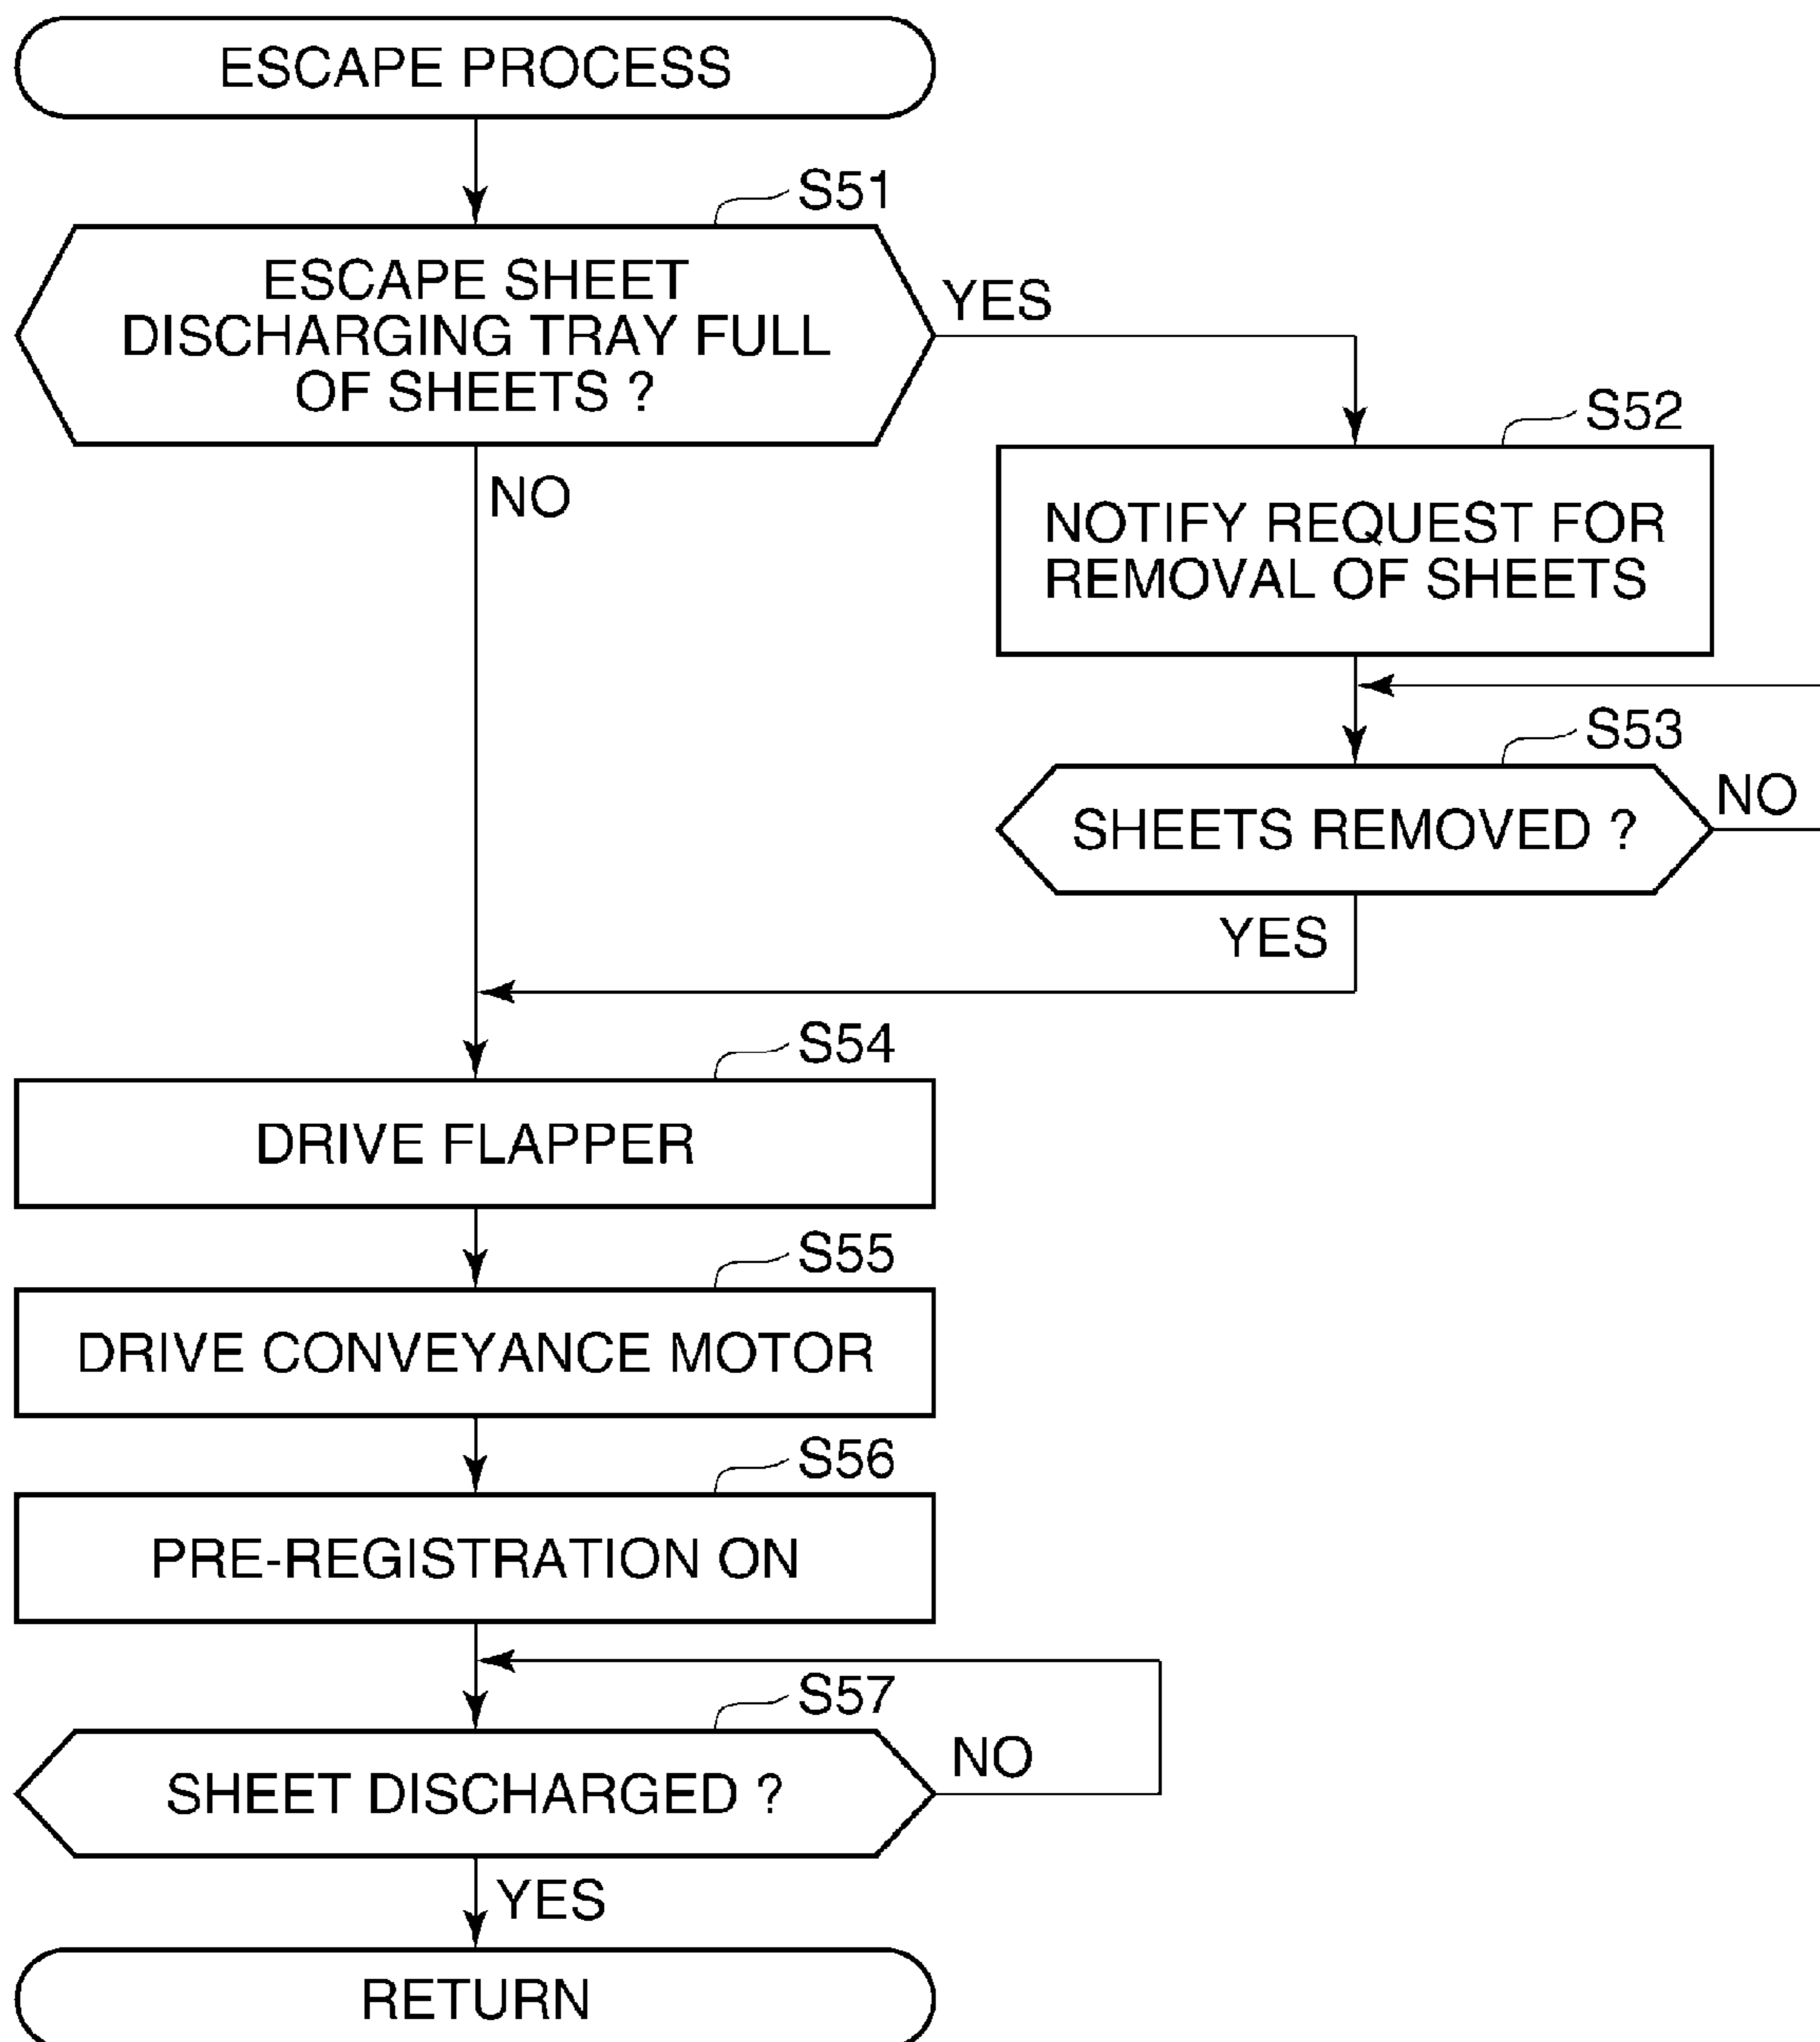 ESCAPE PROCESS
S51
ESCAPE SHEET
DISCHARGING TRAY FULL
OF SHEETS ?
YES
NO
S52
NOTIFY REQUEST FOR
REMOVAL OF SHEETS
S53
SHEETS REMOVED ?
NO
YES
S54
DRIVE FLAPPER
S55
DRIVE CONVEYANCE MOTOR
S56
PRE-REGISTRATION ON
S57
SHEET DISCHARGED ?
NO
YES
RETURN